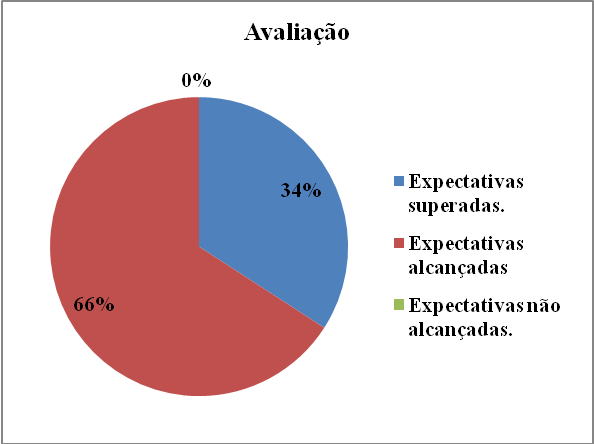 Avaliação
0%
34%
66%
Expectativas
superadas.
Expectativas
alcançadas
Expectativas não
alcançadas.